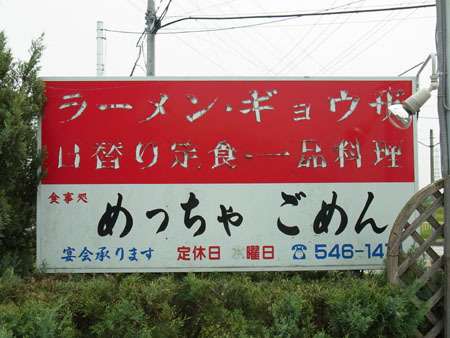 ラーメン・ギョウザ
日替り定食・一品料理
食事処
めっちゃ ごめん
宴会承ります 定休日 水曜日 ☎546-141